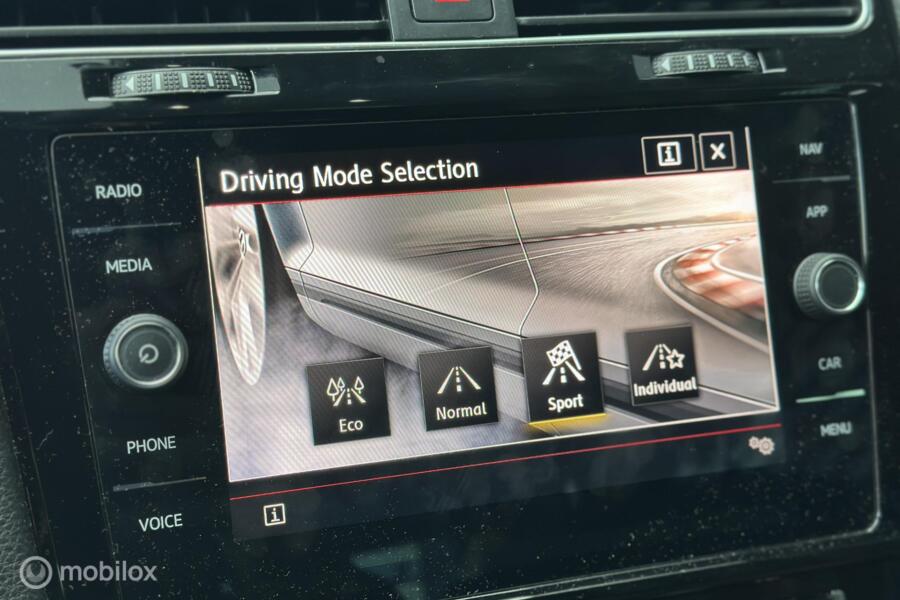 Driving Mode Selection
i X
RADIO
MEDIA
PHONE
VOICE
NAV
APP
CAR
MENU
Eco
Normal
Sport
Individual
i
mobilox